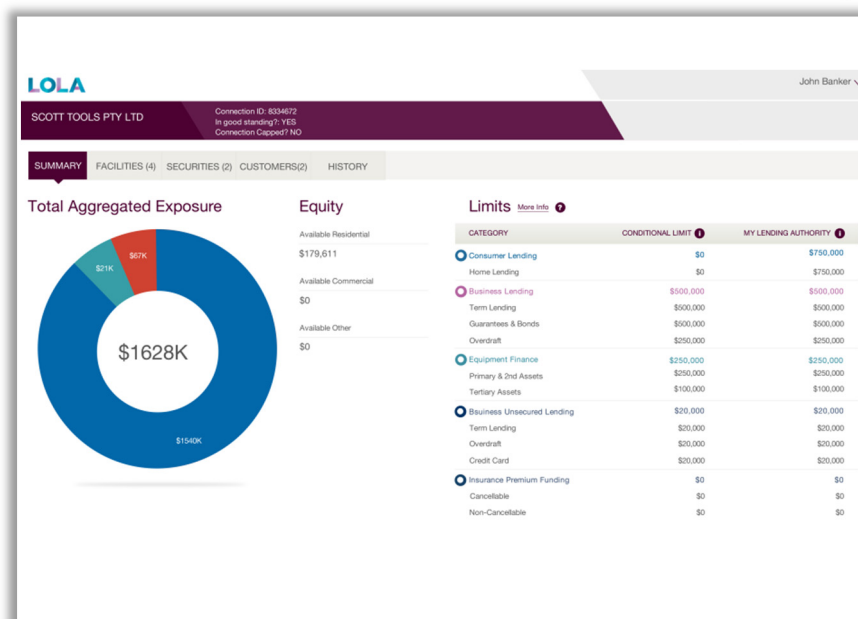 LOLA
John Banker
SCOTT TOOLS PTY LTD
Connection ID: 8334672
In good standing?: YES
Connection Capped? NO
SUMMARY FACILITIES (4) SECURITIES (2) CUSTOMERS(2) HISTORY
Total Aggregated Exposure
$21K
$67K
$1628K
$1540K
Equity
Available Residential
$179,611
Available Commercial
$0
Available Other
$0
Limits More Info ?
CATEGORY CONDITIONAL LIMIT i MY LENDING AUTHORITY i
Consumer Lending $0 $750,000
Home Lending $0 $750,000
Business Lending $500,000 $500,000
Term Lending $500,000 $500,000
Guarantees & Bonds $500,000 $500,000
Overdraft $250,000 $250,000
Equipment Finance $250,000 $250,000
Primary & 2nd Assets $250,000 $250,000
Tertiary Assets $100,000 $100,000
Bsuiness Unsecured Lending $20,000 $20,000
Term Lending $20,000 $20,000
Overdraft $20,000 $20,000
Credit Card $20,000 $20,000
Insurance Premium Funding $0 $0
Cancellable $0 $0
Non-Cancellable $0 $0